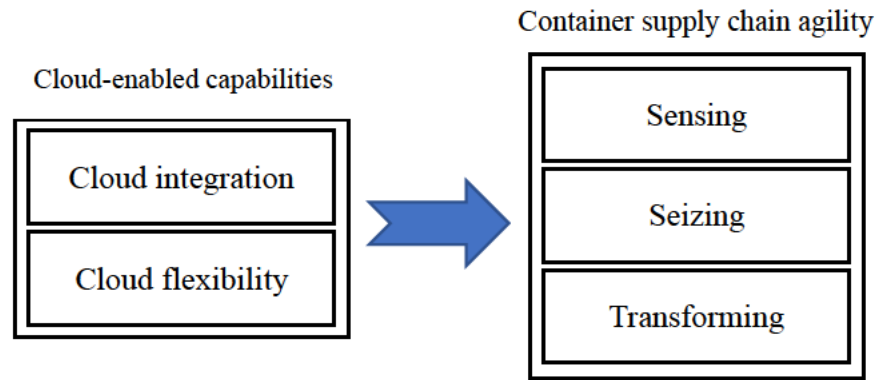 Cloud-enabled capabilities
Cloud integration
Cloud flexibility
Container supply chain agility
Sensing
Seizing
Transforming